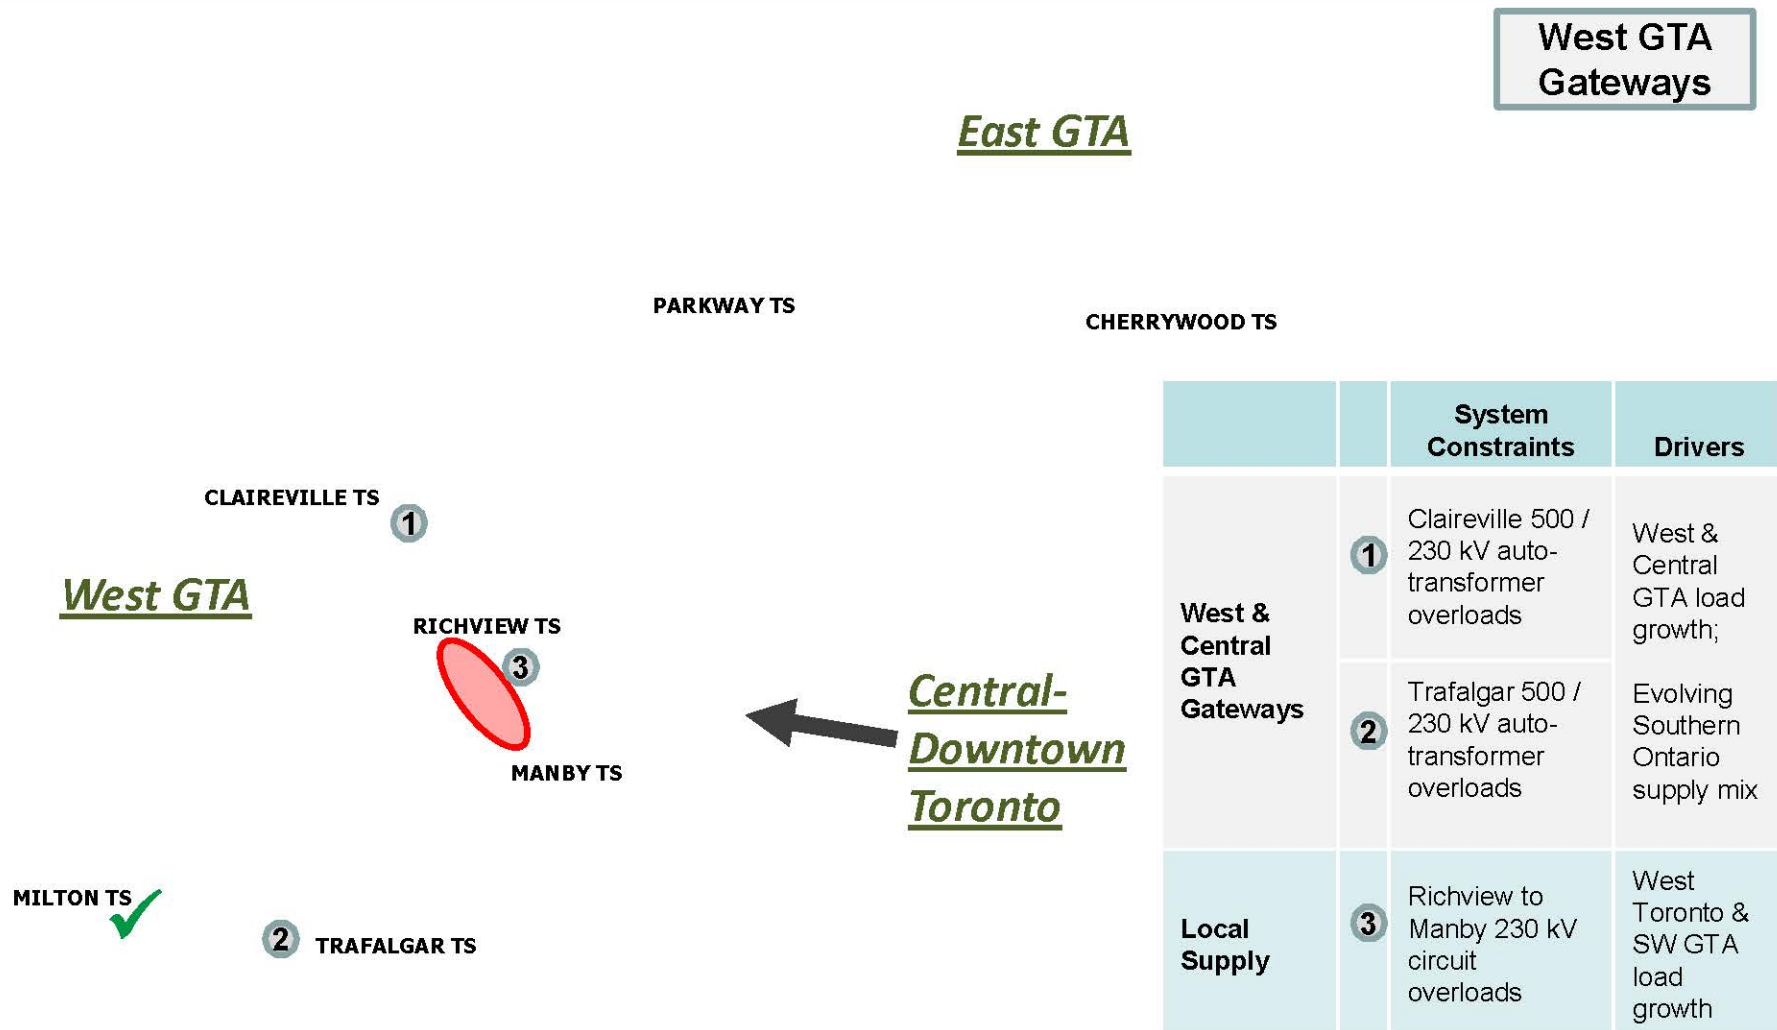 West GTA
Gateways
East GTA
PARKWAY TS
CHERRYWOOD TS
CLAIREVILLE TS
1
West GTA
RICHVIEW TS
3
MANBY TS
Central-
Downtown
Toronto
MILTON TS
2
TRAFALGAR TS
System
Constraints
Drivers
West &
Central
GTA
Gateways
1
Claireville 500 /
230 kV auto-
transformer
overloads
2
Trafalgar 500 /
230 kV auto-
transformer
overloads
West &
Central
GTA load
growth;
Evolving
Southern
Ontario
supply mix
Local
Supply
3
Richview to
Manby 230 kV
circuit
overloads
West
Toronto &
SW GTA
load
growth